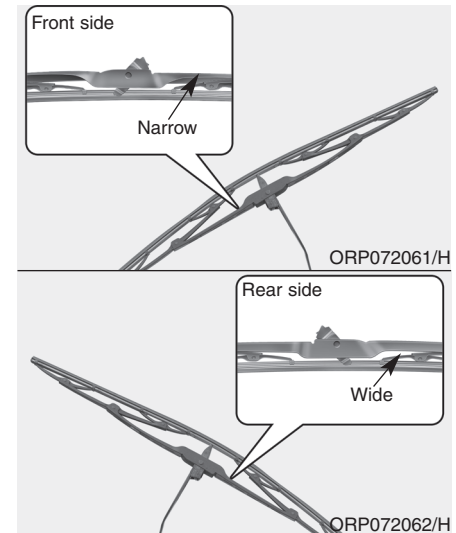 Front side
Narrow
ORP072061/H
Rear side
Wide
ORP072062/H